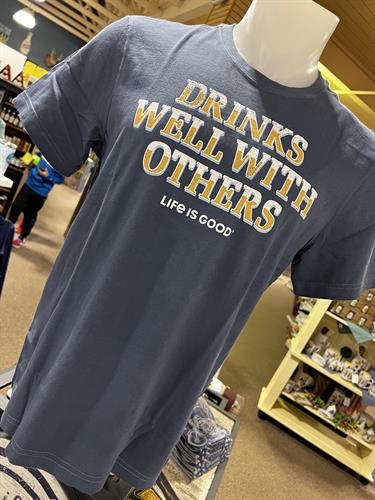 DRINKS
WELL WITH
OTHERS
LIFE IS GOOD®